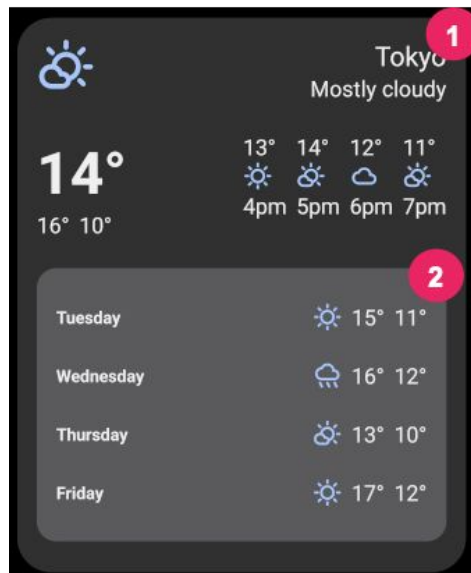 1
Tokyo
Mostly cloudy
14°
16° 10°
13° 14° 12° 11°
4pm 5pm 6pm 7pm
2
Tuesday 15° 11°
Wednesday 16° 12°
Thursday 13° 10°
Friday 17° 12°